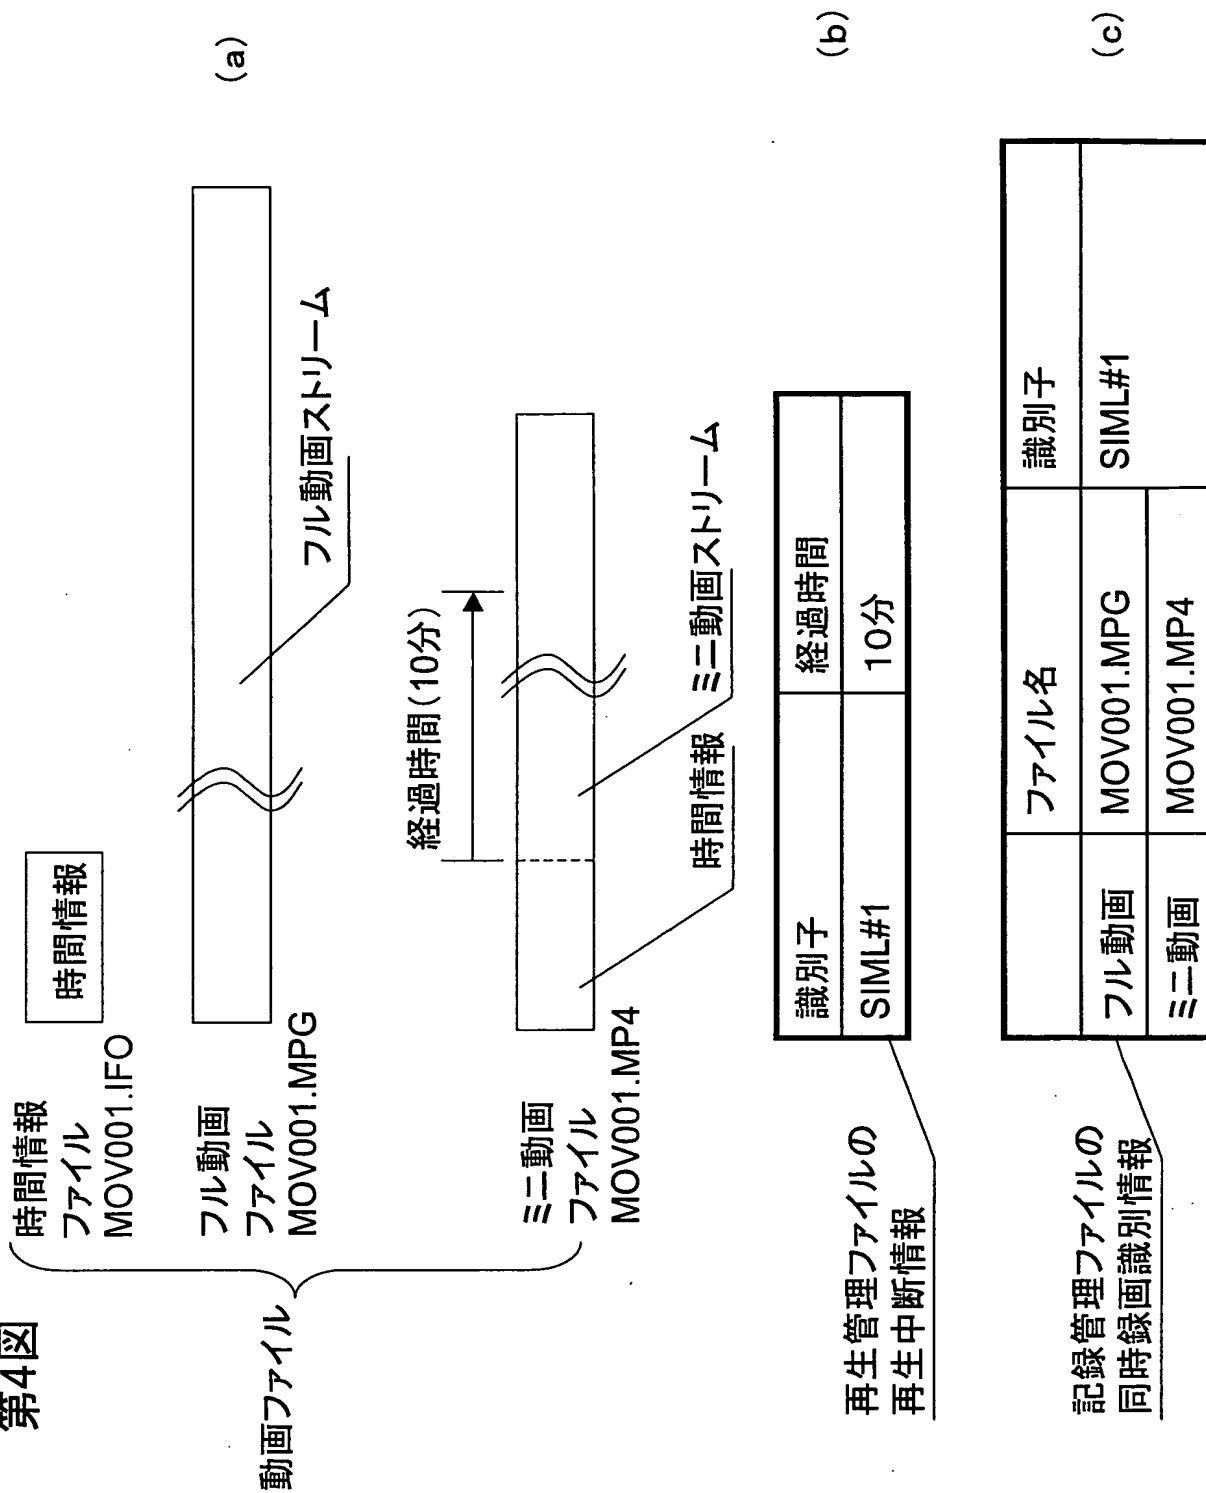 第4図
動画ファイル
時間情報
ファイル
MOV001.IFO
時間情報
フル動画
ファイル
MOV001.MPG
フル動画ストリーム
(a)
ミニ動画
ファイル
MOV001.MP4
経過時間(10分)
時間情報
ミニ動画ストリーム
再生管理ファイルの
再生中断情報
識別子 経過時間
SIML#1 10分
(b)
記録管理ファイルの
同時録画識別情報
ファイル名 識別子
フル動画 MOV001.MPG SIML#1
ミニ動画 MOV001.MP4
(c)